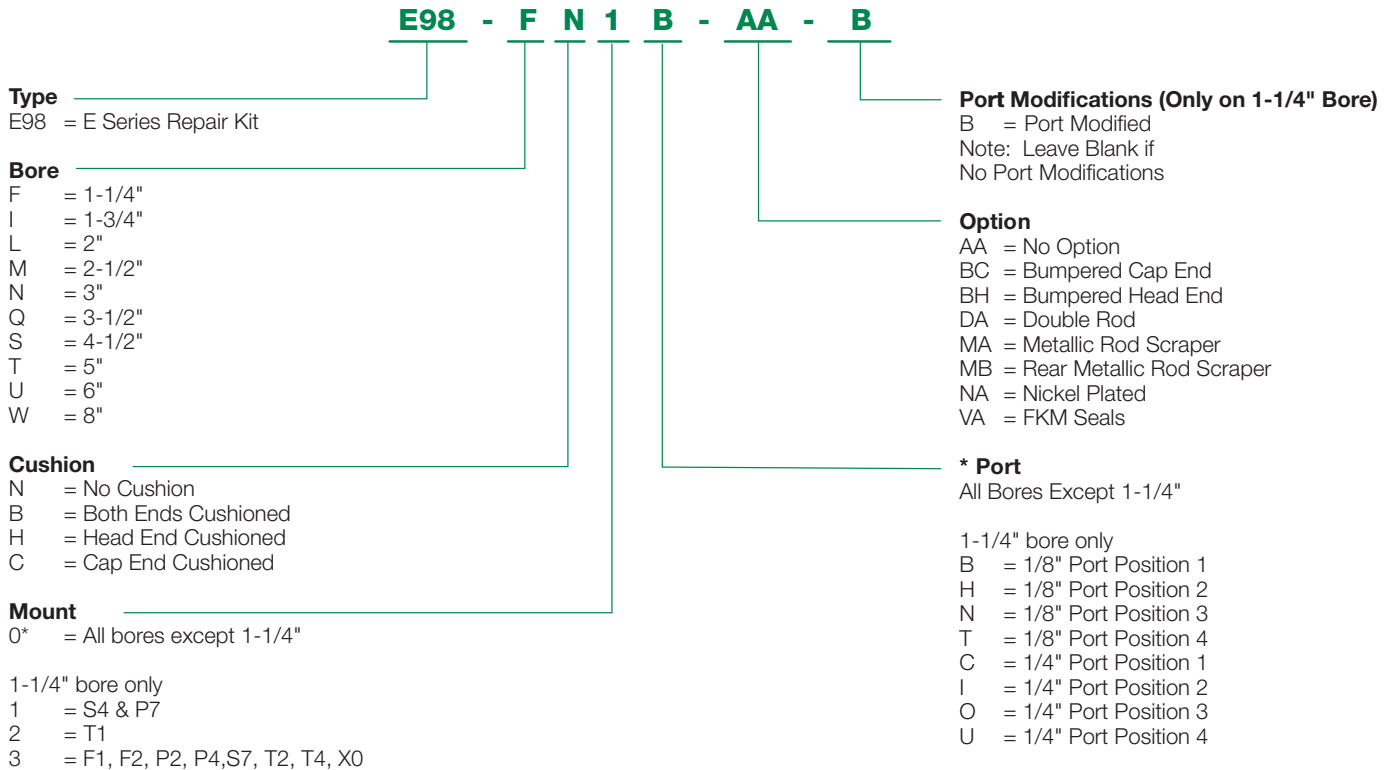 E98 - F N 1 B - AA - B
Type
E98 = E Series Repair Kit
Bore
F = 1-1/4"
I = 1-3/4"
L = 2"
M = 2-1/2"
N = 3"
Q = 3-1/2"
S = 4-1/2"
T = 5"
U = 6"
W = 8"
Cushion
N = No Cushion
B = Both Ends Cushioned
H = Head End Cushioned
C = Cap End Cushioned
Mount
0* = All bores except 1-1/4"
1-1/4" bore only
1 = S4 & P7
2 = T1
3 = F1, F2, P2, P4,S7, T2, T4, X0
Port Modifications (Only on 1-1/4" Bore)
B = Port Modified
Note: Leave Blank if
No Port Modifications
Option
AA = No Option
BC = Bumpered Cap End
BH = Bumpered Head End
DA = Double Rod
MA = Metallic Rod Scraper
MB = Rear Metallic Rod Scraper
NA = Nickel Plated
VA = FKM Seals
* Port
All Bores Except 1-1/4"
1-1/4" bore only
B = 1/8" Port Position 1
H = 1/8" Port Position 2
N = 1/8" Port Position 3
T = 1/8" Port Position 4
C = 1/4" Port Position 1
I = 1/4" Port Position 2
O = 1/4" Port Position 3
U = 1/4" Port Position 4